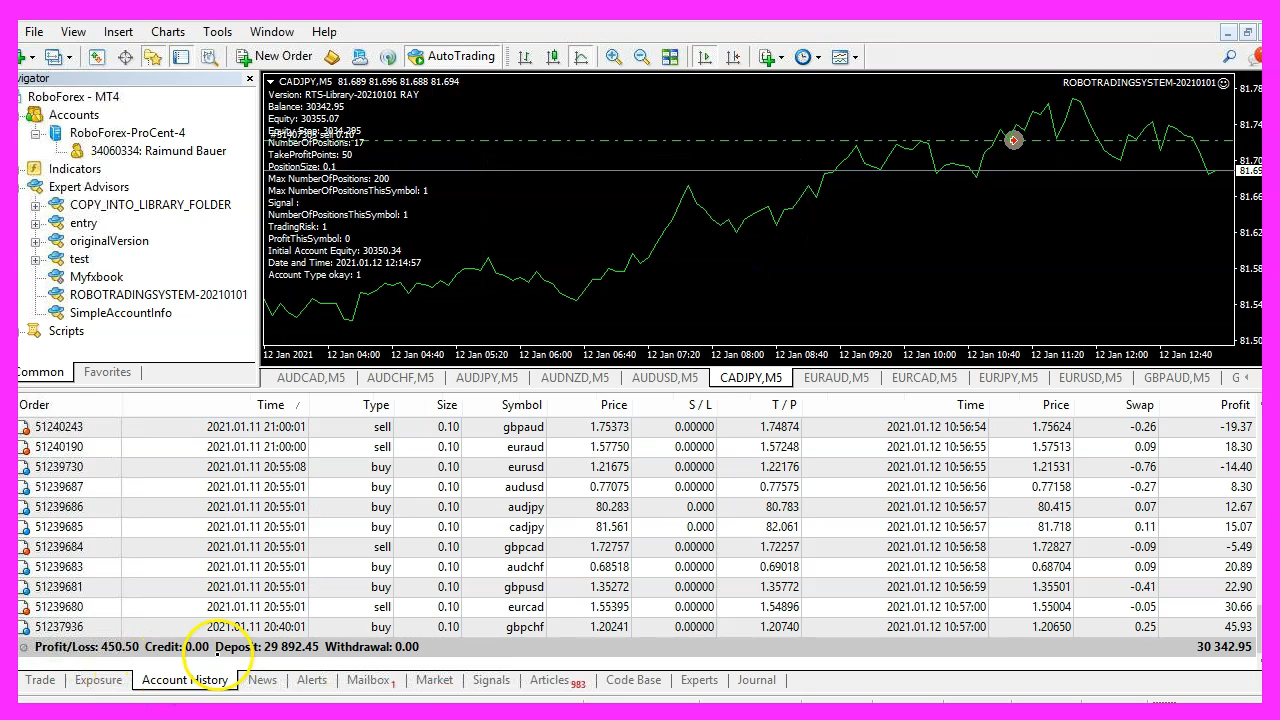 File View Insert Charts Tools Window Help
New Order AutoTrading
vigator
RoboForex - MT4
Accounts
RoboForex-ProCent-4
34060334: Raimund Bauer
Indicators
Expert Advisors
COPY_INTO_LIBRARY_FOLDER
entry
originalVersion
test
Myfxbook
ROBOTRADINGSYSTEM-20210101
SimpleAccountInfo
Scripts
Common Favorites
CADJPY,M5 81.689 81.696 81.688 81.694
ROBOTRADINGSYSTEM-20210101
Version: RTS-Library-20210101 RAY
Balance: 30342.95
Equity: 30355.07
NumberOfPositions: 17
TakeProfitPoints: 50
PositionSize: 0.1
Max NumberOfPositions: 200
Max NumberOfPositionsThisSymbol: 1
Signal :
NumberOfPositionsThisSymbol: 1
TradingRisk: 1
ProfitThisSymbol: 0
Initial Account Equity: 30350.34
Date and Time: 2021.01.12 12:14:57
Account Type okay: 1
81.78
81.74
81.70
81.69
81.66
81.62
81.58
81.54
81.50
12 Jan 2021 12 Jan 04:00 12 Jan 04:40 12 Jan 05:20 12 Jan 06:00 12 Jan 06:40 12 Jan 07:20 12 Jan 08:00 12 Jan 08:40 12 Jan 09:20 12 Jan 10:00 12 Jan 10:40 12 Jan 11:20 12 Jan 12:00 12 Jan 12:40
AUDCAD,M5 AUDCHF,M5 AUDJPY,M5 AUDNZD,M5 AUDUSD,M5 CADJPY,M5 EURAUD,M5 EURCAD,M5 EURJPY,M5 EURUSD,M5 GBPAUD,M5 G
Order Time / Type Size Symbol Price S / L T / P Time Price Swap Profit
51240243 2021.01.11 21:00:01 sell 0.10 gbpaud 1.75373 0.00000 1.74874 2021.01.12 10:56:54 1.75624 -0.26 -19.37
51240190 2021.01.11 21:00:00 sell 0.10 euraud 1.57750 0.00000 1.57248 2021.01.12 10:56:55 1.57513 0.09 18.30
51239730 2021.01.11 20:55:08 buy 0.10 eurusd 1.21675 0.00000 1.22176 2021.01.12 10:56:55 1.21531 -0.76 -14.40
51239687 2021.01.11 20:55:01 buy 0.10 audusd 0.77075 0.00000 0.77575 2021.01.12 10:56:56 0.77158 -0.27 8.30
51239686 2021.01.11 20:55:01 buy 0.10 audjpy 80.283 0.000 80.783 2021.01.12 10:56:57 80.415 0.07 12.67
51239685 2021.01.11 20:55:01 buy 0.10 cadjpy 81.561 0.000 82.061 2021.01.12 10:56:57 81.718 0.11 15.07
51239684 2021.01.11 20:55:01 sell 0.10 gbpcad 1.72757 0.00000 1.72257 2021.01.12 10:56:58 1.72827 -0.09 -5.49
51239683 2021.01.11 20:55:01 buy 0.10 audchf 0.68518 0.00000 0.69018 2021.01.12 10:56:58 0.68704 0.09 20.89
51239681 2021.01.11 20:55:01 buy 0.10 gbpusd 1.35272 0.00000 1.35772 2021.01.12 10:56:59 1.35501 -0.41 22.90
51239680 2021.01.11 20:55:01 sell 0.10 eurcad 1.55395 0.00000 1.54896 2021.01.12 10:57:00 1.55004 -0.05 30.66
51237936 2021.01.11 20:40:01 buy 0.10 gbpchf 1.20241 0.00000 1.20740 2021.01.12 10:57:00 1.20650 0.25 45.93
Profit/Loss: 450.50 Credit: 0.00 Deposit: 29 892.45 Withdrawal: 0.00 30 342.95
Trade Exposure Account History News Alerts Mailbox 1 Market Signals Articles 983 Code Base Experts Journal